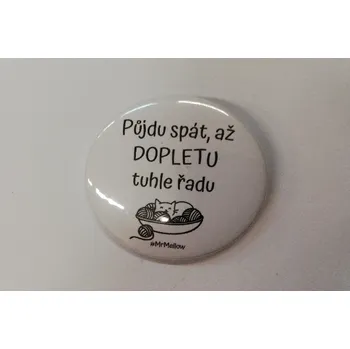 Půjdu spát, až
DOPLETU
tuhle řadu
#MrMellow